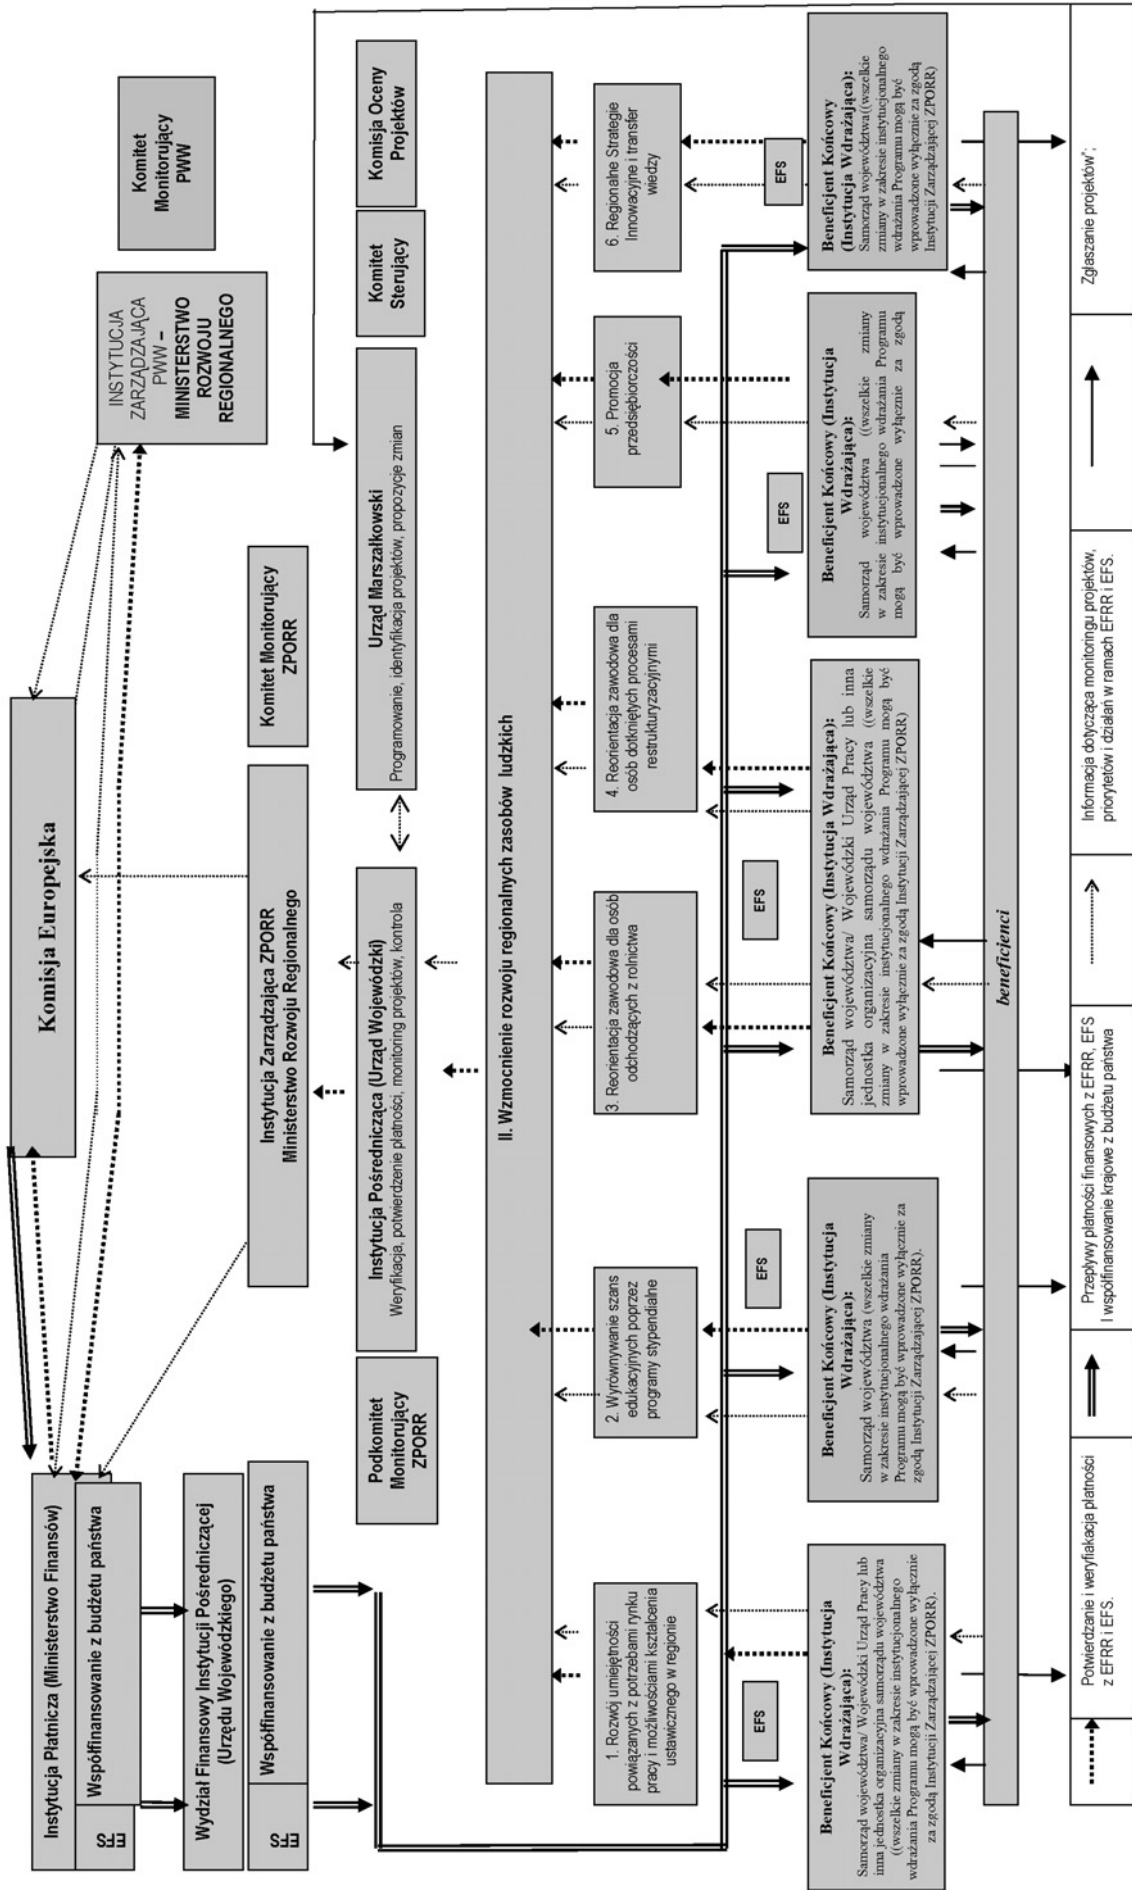 Komisja Europejska
INSTYTUCJA
ZARZĄDZAJĄCA
PWW –
MINISTERSTWO
ROZWOJU
REGIONALNEGO
Komitet
Monitorujący
PWW
Instytucja Płatnicza (Ministerstwo Finansów)
Współfinansowanie z budżetu państwa
EFS
Wydział Finansowy Instytucji Pośredniczącej
(Urzędu Wojewódzkiego)
Współfinansowanie z budżetu państwa
EFS
Instytucja Zarządzająca ZPORR
Ministerstwo Rozwoju Regionalnego
Komitet Monitorujący
ZPORR
Podkomitet
Monitorujący
ZPORR
Instytucja Pośrednicząca (Urząd Wojewódzki)
Weryfikacja, potwierdzenie płatności, monitoring projektów, kontrola
Urząd Marszałkowski
Programowanie, identyfikacja projektów, propozycje zmian
Komitet
Sterujący
Komisja Oceny
Projektów
II. Wzmocnienie rozwoju regionalnych zasobów ludzkich
1. Rozwój umiejętności
powiązanych z potrzebami rynku
pracy i możliwościami kształcenia
ustawicznego w regionie
2. Wyrównywanie szans
edukacyjnych poprzez
programy stypendialne
3. Reorientacja zawodowa dla osób
odchodzących z rolnictwa
4. Reorientacja zawodowa dla
osób dotkniętych procesami
restrukturyzacyjnymi
5. Promocja
przedsiębiorczości
6. Regionalne Strategie
Innowacyjne i transfer
wiedzy
EFS
EFS
EFS
EFS
EFS
Beneficjent Końcowy (Instytucja
Wdrażająca):
Samorząd województwa/ Wojewódzki Urząd Pracy lub
inna jednostka organizacyjna samorządu województwa
((wszelkie zmiany w zakresie instytucjonalnego
wdrażania Programu mogą być wprowadzone wyłącznie
za zgodą Instytucji Zarządzającej ZPORR).
Beneficjent Końcowy (Instytucja
Wdrażająca):
Samorząd województwa (wszelkie zmiany
w zakresie instytucjonalnego wdrażania
Programu mogą być wprowadzone wyłącznie za
zgodą Instytucji Zarządzającej ZPORR).
Beneficjent Końcowy (Instytucja Wdrażająca):
Samorząd województwa/ Wojewódzki Urząd Pracy lub inna
jednostka organizacyjna samorządu województwa ((wszelkie
zmiany w zakresie instytucjonalnego wdrażania Programu mogą być
wprowadzone wyłącznie za zgodą Instytucji Zarządzającej ZPORR)
Beneficjent Końcowy (Instytucja
Wdrażająca):
Samorząd województwa ((wszelkie zmiany
w zakresie instytucjonalnego wdrażania Programu
mogą być wprowadzone wyłącznie za zgodą
Beneficjent Końcowy
(Instytucja Wdrażająca):
Samorząd województwa((wszelkie
zmiany w zakresie instytucjonalnego
wdrażania Programu mogą być
wprowadzone wyłącznie za zgodą
Instytucji Zarządzającej ZPORR)
beneficjenci
Potwierdzanie i weryfiakacja płatności
z EFRR i EFS.
Przepływy płatności finansowych z EFRR, EFS
I współfinansowanie krajowe z budżetu państwa
Informacja dotycząca monitoringu projektów,
priorytetów i działań w ramach EFRR i EFS.
Zgłaszanie projektów*;